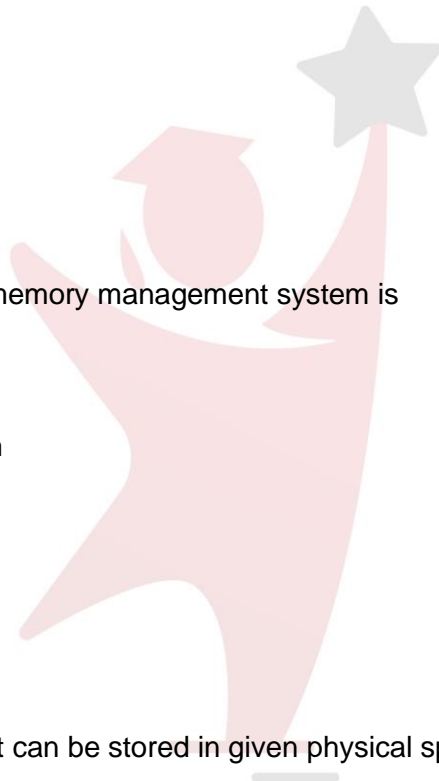 memory management system is
t can be stored in given physical sp